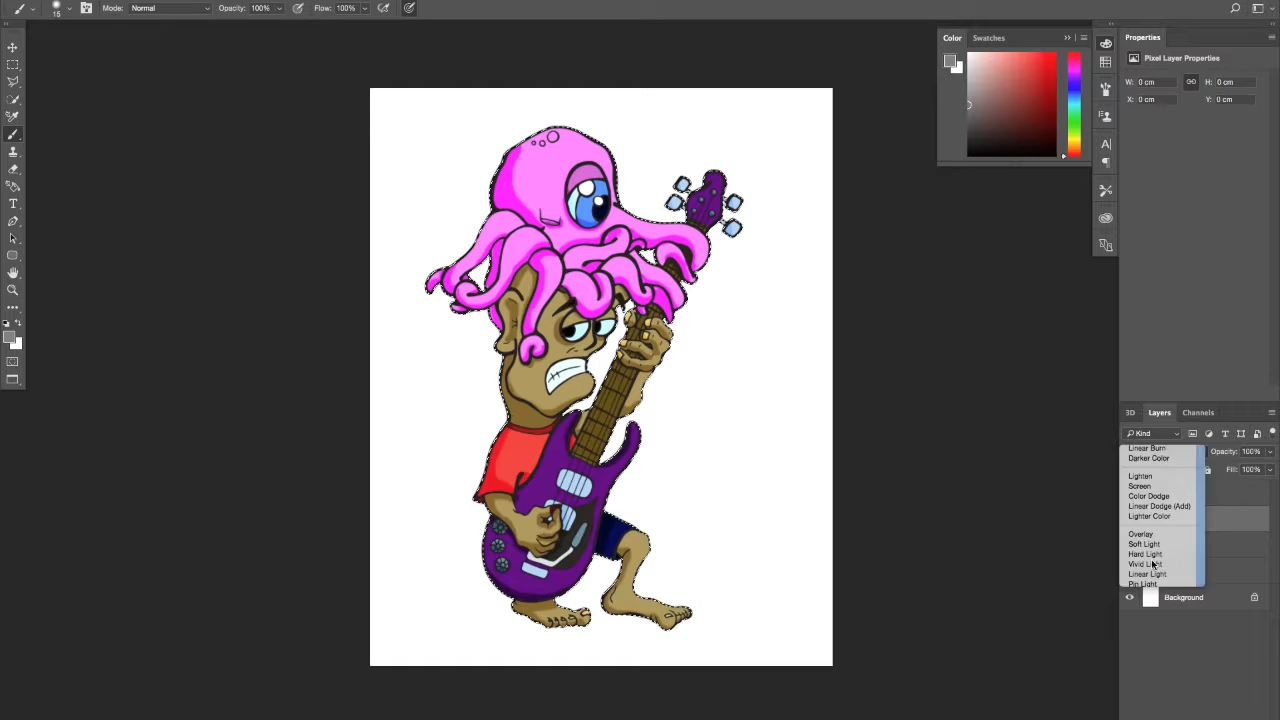 15
Mode: Normal
Opacity: 100%
Flow: 100%
Color
Swatches
Properties
Pixel Layer Properties
W: 0 cm
H: 0 cm
X: 0 cm
Y: 0 cm
3D
Layers
Channels
Kind
Opacity: 100%
Fill: 100%
Linear Burn
Darker Color
Lighten
Screen
Color Dodge
Linear Dodge (Add)
Lighter Color
Overlay
Soft Light
Hard Light
Vivid Light
Linear Light
Pin Light
Background